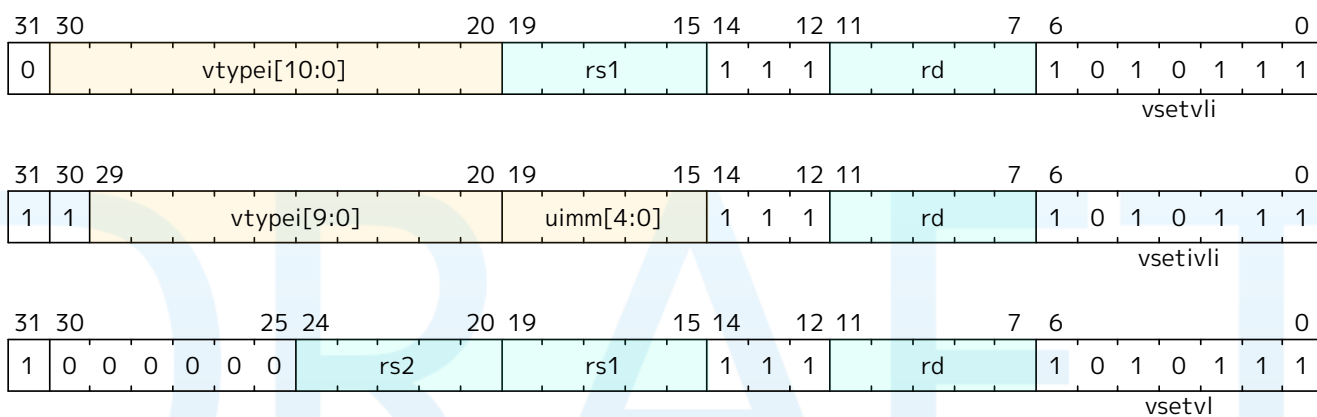 31 30 20 19 15 14 12 11 7 6 0
0 vtypei[10:0] rs1 1 1 1 rd 1 0 1 0 1 1 1
vsetvli
31 30 29 20 19 15 14 12 11 7 6 0
1 1 vtypei[9:0] uimm[4:0] 1 1 1 rd 1 0 1 0 1 1 1
vsetivli
31 30 25 24 20 19 15 14 12 11 7 6 0
1 0 0 0 0 0 0 rs2 rs1 1 1 1 rd 1 0 1 0 1 1 1
vsetvl
DRAFT